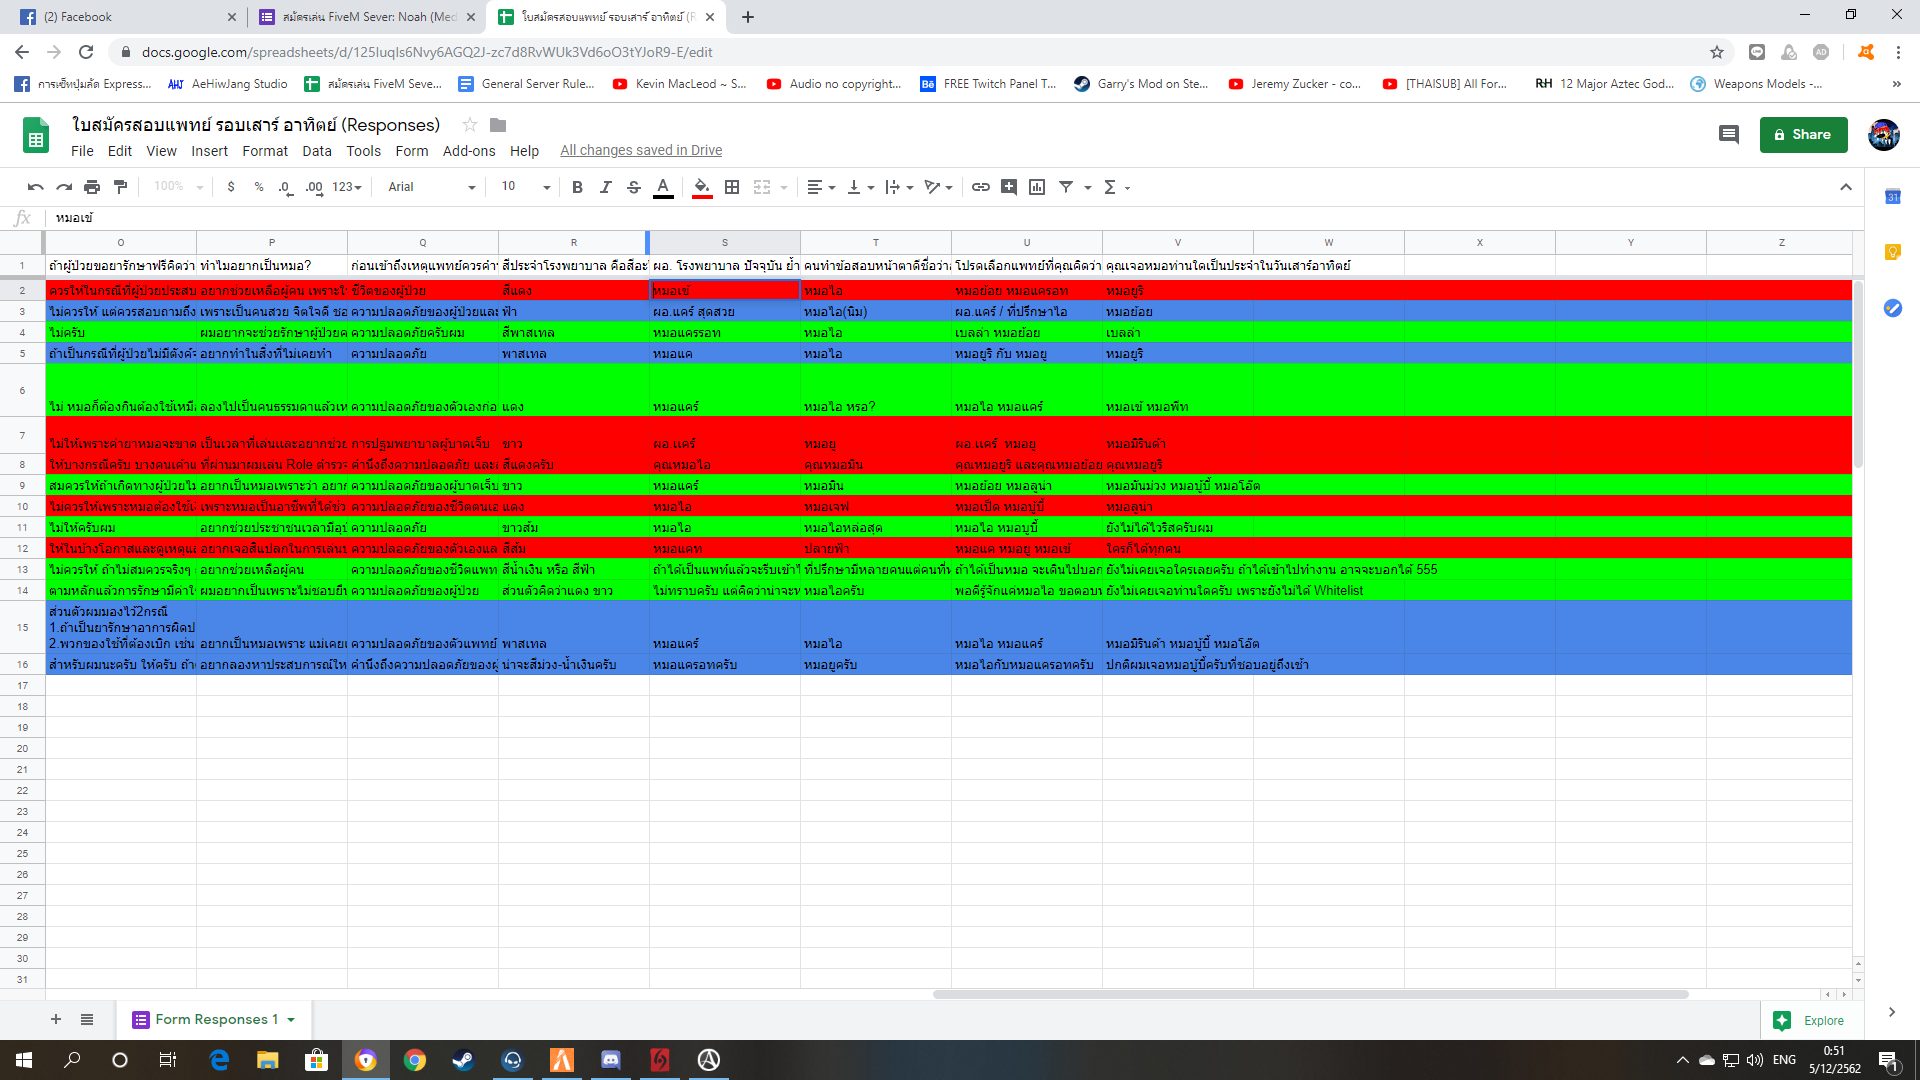 (2) Facebook
สมัครเล่น FiveM Sever: Noah (Med
ใบสมัครสอบแพทย์ รอบเสาร์ อาทิตย์ (R
docs.google.com/spreadsheets/d/125Iuqls6Nvy6AGQ2J-zc7d8RvWUk3Vd6oO3tYJoR9-E/edit
การเซ็ทปุ่มลัด Express...
AeHiwJang Studio
สมัครเล่น FiveM Seve...
General Server Rule...
Kevin MacLeod ~ S...
Audio no copyright...
FREE Twitch Panel T...
Garry's Mod on Ste...
Jeremy Zucker - co...
[THAISUB] All For...
RH 12 Major Aztec God...
Weapons Models -...
ใบสมัครสอบแพทย์ รอบเสาร์ อาทิตย์ (Responses)
File Edit View Insert Format Data Tools Form Add-ons Help All changes saved in Drive
Share
100% $ % .0 .00 123 Arial 10
fx หมอเข้
O P Q R S T U V W X Y Z
1 ถ้าผู้ป่วยขอยารักษาฟรีคิดว่า ทำไมอยากเป็นหมอ? ก่อนเข้าถึงเหตุแพทย์ควรคำ สีประจำโรงพยาบาล คือสีอะ ผอ. โรงพยาบาล ปัจจุบัน ย้ำ คนทำข้อสอบหน้าตาดีชื่อว่า โปรดเลือกแพทย์ที่คุณคิดว่า คุณเจอหมอท่านใดเป็นประจำในวันเสาร์อาทิตย์
2 ควรให้ในกรณีที่ผู้ป่วยประสบ อยากช่วยเหลือผู้คน เพราะ ชีวิตของผู้ป่วย สีแดง หมอเข้ หมอไอ หมอย้อย หมอแครอท หมอยูริ
3 ไม่ควรให้ แต่ควรสอบถามถึง เพราะเป็นคนสวย จิตใจดี ช ความปลอดภัยของผู้ป่วยและ ฟ้า ผอ.แคร์ สุดสวย หมอไอ(นิม) ผอ.แคร์ / ที่ปรึกษาไอ หมอย้อย
4 ไม่ครับ ผมอยากจะช่วยรักษาผู้ป่วย ความปลอดภัยครับผม สีพาสเทล หมอแครรอท หมอไอ เบลล่า หมอย้อย เบลล่า
5 ถ้าเป็นกรณีที่ผู้ป่วยไม่มีตังค์ อยากทำในสิ่งที่ไม่เคยทำ ความปลอดภัย พาสเทล หมอแค หมอไอ หมอยูริ กับ หมอยู หมอยูริ
6 ไม่ หมอก็ต้องกินต้องใช้เหมื ลองไปเป็นคนธรรมดาแล้วเห ความปลอดภัยของตัวเองก่อ แดง หมอแคร์ หมอไอ หรอ? หมอไอ หมอแคร์ หมอเข้ หมอพีท
7 ไม่ให้เพราะค่ายาหมอจะขาด เป็นเวลาที่เล่นและอยากช่วย การปฐมพยาบาลผู้บาดเจ็บ ขาว ผอ.แคร์ หมอยู ผอ.แคร์ หมอยู หมอมิรินด้า
8 ให้บางกรณีครับ บางคนเค้าแ ที่ผ่านมาผมเล่น Role ตำรว คำนึงถึงความปลอดภัย และ สีแดงครับ คุณหมอไอ คุณหมอมิน คุณหมอยูริ และคุณหมอย้อย คุณหมอยูริ
9 สมควรให้ถ้าเกิดทางผู้ป่วยไม อยากเป็นหมอเพราะว่า อยาก ความปลอดภัยของผู้บาดเจ็บ ขาว หมอแคร์ หมอมิน หมอย้อย หมอลูน่า หมอมันม่วง หมอบู้บี้ หมอโอ๊ต
10 ไม่ควรให้เพราะหมอต้องใช้เ เพราะหมอเป็นอาชีพที่ได้ช่ว ความปลอดภัยของชีวิตตนเอ แดง หมอไอ หมอเจฟ หมอเป็ด หมอบู้บี้ หมอลูน่า
11 ไม่ให้ครับผม อยากช่วยประชาชนเวลามีอุ ความปลอดภัย ขาวส้ม หมอไอ หมอไอหล่อสุด หมอไอ หมอบูบี้ ยังไม่ได้ไวริสครับผม
12 ให้ในบางโอกาสและดูเหตุแ อยากเจอสีแปลกในการเล่น ความปลอดภัยของตัวเองแล สีส้ม หมอแคท ปลายฟ้า หมอแค หมอยู หมอเข้ ใครก็ได้ทุกคน
13 ไม่ควรให้ ถ้าไม่สมควรจริงๆ อยากช่วยเหลือผู้คน ความปลอดภัยของชีวิตแพท สีน้ำเงิน หรือ สีฟ้า ถ้าได้เป็นแพท์แล้วจะรีบเข้าไ ที่ปรึกษามีหลายคนแต่คนที่ห ถ้าได้เป็นหมอ จะเดินไปบอก ยังไม่เคยเจอใครเลยครับ ถ้าได้เข้าไปทำงาน อาจจะบอกได้ 555
14 ตามหลักแล้วการรักษามีค่าใ ผมอยากเป็นเพราะไม่ชอบยิ ความปลอดภัยของผู้ป่วย ส่วนตัวคิดว่าแดง ขาว ไม่ทราบครับ แต่คิดว่าน่าจะห หมอไอครับ พอดีรู้จักแค่หมอไอ ขอตอบ ยังไม่เคยเจอท่านใดครับ เพราะยังไม่ได้ Whitelist
ส่วนตัวผมมองไว้2กรณี
1.ถ้าเป็นยารักษาอาการผิดป
15 2.พวกของใช้ที่ต้องเบิก เช่น อยากเป็นหมอเพราะ แม่เคย ความปลอดภัยของตัวแพทย์ พาสเทล หมอแคร์ หมอไอ หมอไอ หมอแคร์ หมอมิรินด้า หมอบู้บี้ หมอโอ๊ต
16 สำหรับผมนะครับ ให้ครับ ถ้า อยากลองหาประสบการณ์ให คำนึงถึงความปลอดภัยของผู้ น่าจะสีม่วง-น้ำเงินครับ หมอแครอทครับ หมอยูครับ หมอไอกับหมอแครอทครับ ปกติผมเจอหมอบู้บี้ครับที่ชอบอยู่ถึงเช้า
17
18
19
20
21
22
23
24
25
26
27
28
29
30
31
Form Responses 1
Explore
ENG
0:51
5/12/2562